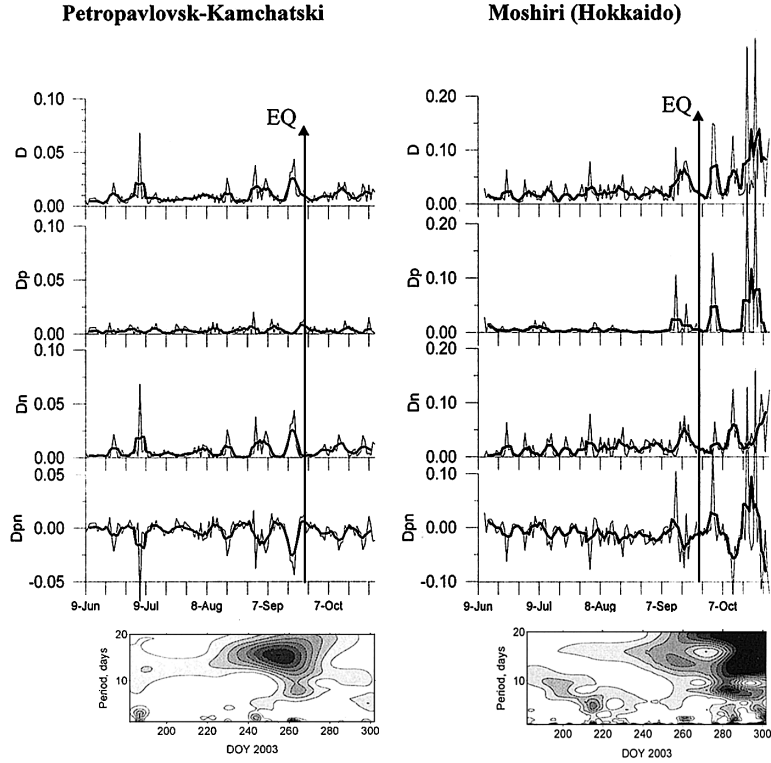 Petropavlovsk-Kamchatski
Moshiri (Hokkaido)
EQ
0.10
0.05
0.00
D
0.10
0.05
0.00
Dp
0.10
0.05
0.00
Dn
0.05
0.00
-0.05
Dpn
9-Jun 9-Jul 8-Aug 7-Sep 7-Oct
EQ
0.20
0.10
0.00
D
0.20
0.10
0.00
Dp
0.20
0.10
0.00
Dn
0.10
0.00
-0.10
Dpn
9-Jun 9-Jul 8-Aug 7-Sep 7-Oct
20
10
Period, days
200 220 240 260 280 300
DOY 2003
20
10
Period, days
200 220 240 260 280 300
DOY 2003